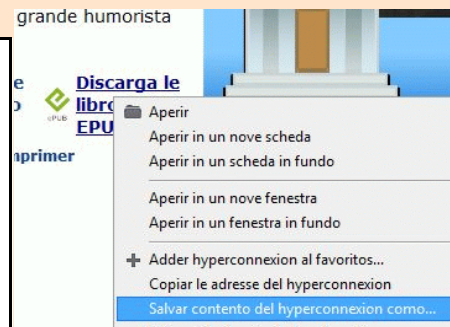 grande humorista
e
o
Discarga le
libro
EPU
ePUB
nprimer
Aperir
Aperir in un nove scheda
Aperir in un scheda in fundo
Aperir in un nove fenestra
Aperir in un fenestra in fundo
Adder hyperconnexion al favoritos...
Copiar le adresse del hyperconnexion
Salvar contento del hyperconnexion como...